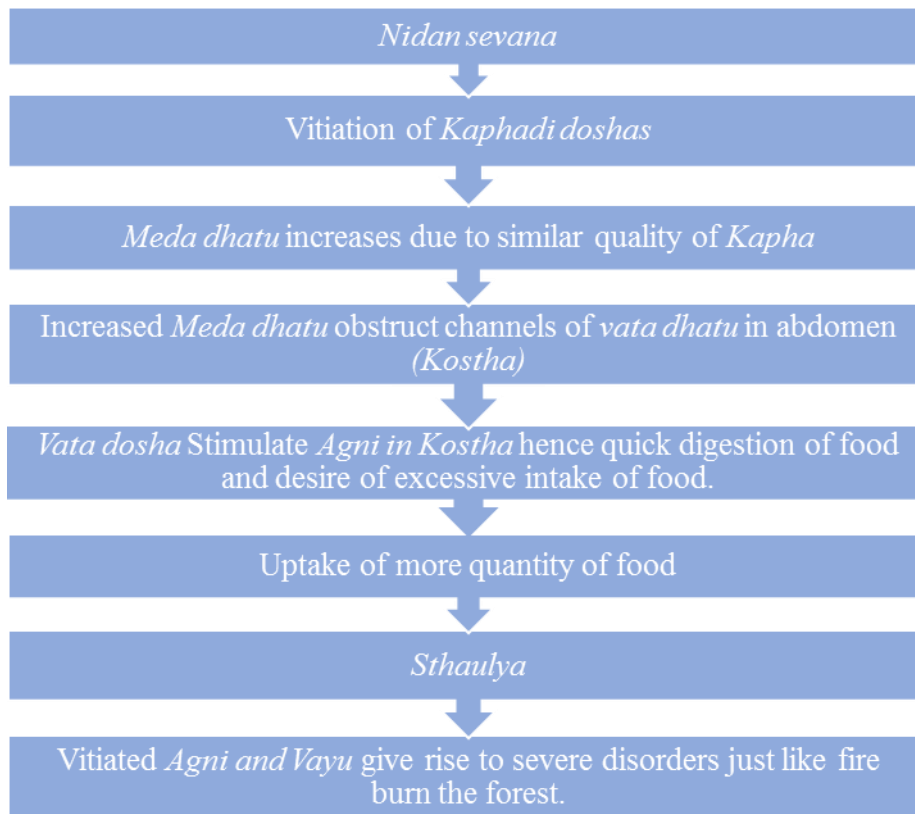 Nidan sevana
Vitiation of Kaphadi doshas
Meda dhatu increases due to similar quality of Kapha
Increased Meda dhatu obstruct channels of vata dhatu in abdomen
(Kostha)
Vata dosha Stimulate Agni in Kostha hence quick digestion of food
and desire of excessive intake of food.
Uptake of more quantity of food
Sthaulya
Vitiated Agni and Vayu give rise to severe disorders just like fire
burn the forest.